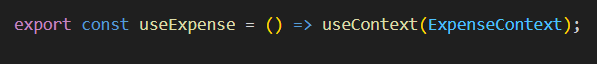 export const useExpense = () => useContext(ExpenseContext);